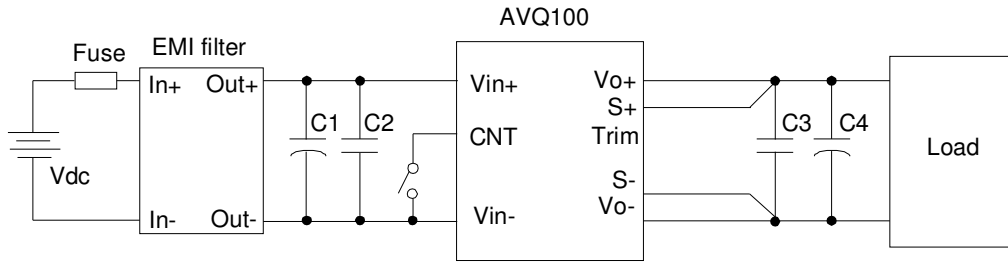 AVQ100
Fuse
EMI filter
In+
Out+
Vin+
Vo+
S+
C1
C2
CNT
Trim
C3
C4
Load
Vdc
S-
In-
Out-
Vin-
Vo-